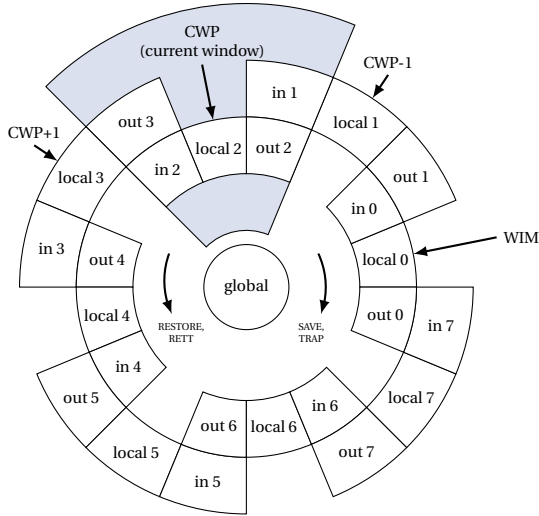 CWP
(current window)
CWP-1
in 1
local 1
out 3
CWP+1
local 2
out 2
in 2
out 1
local 3
in 0
WIM
in 3
out 4
local 0
global
local 4
out 0
in 7
RESTORE,
RETT
SAVE,
TRAP
in 4
out 5
local 7
in 6
out 6
local 6
local 5
out 7
in 5